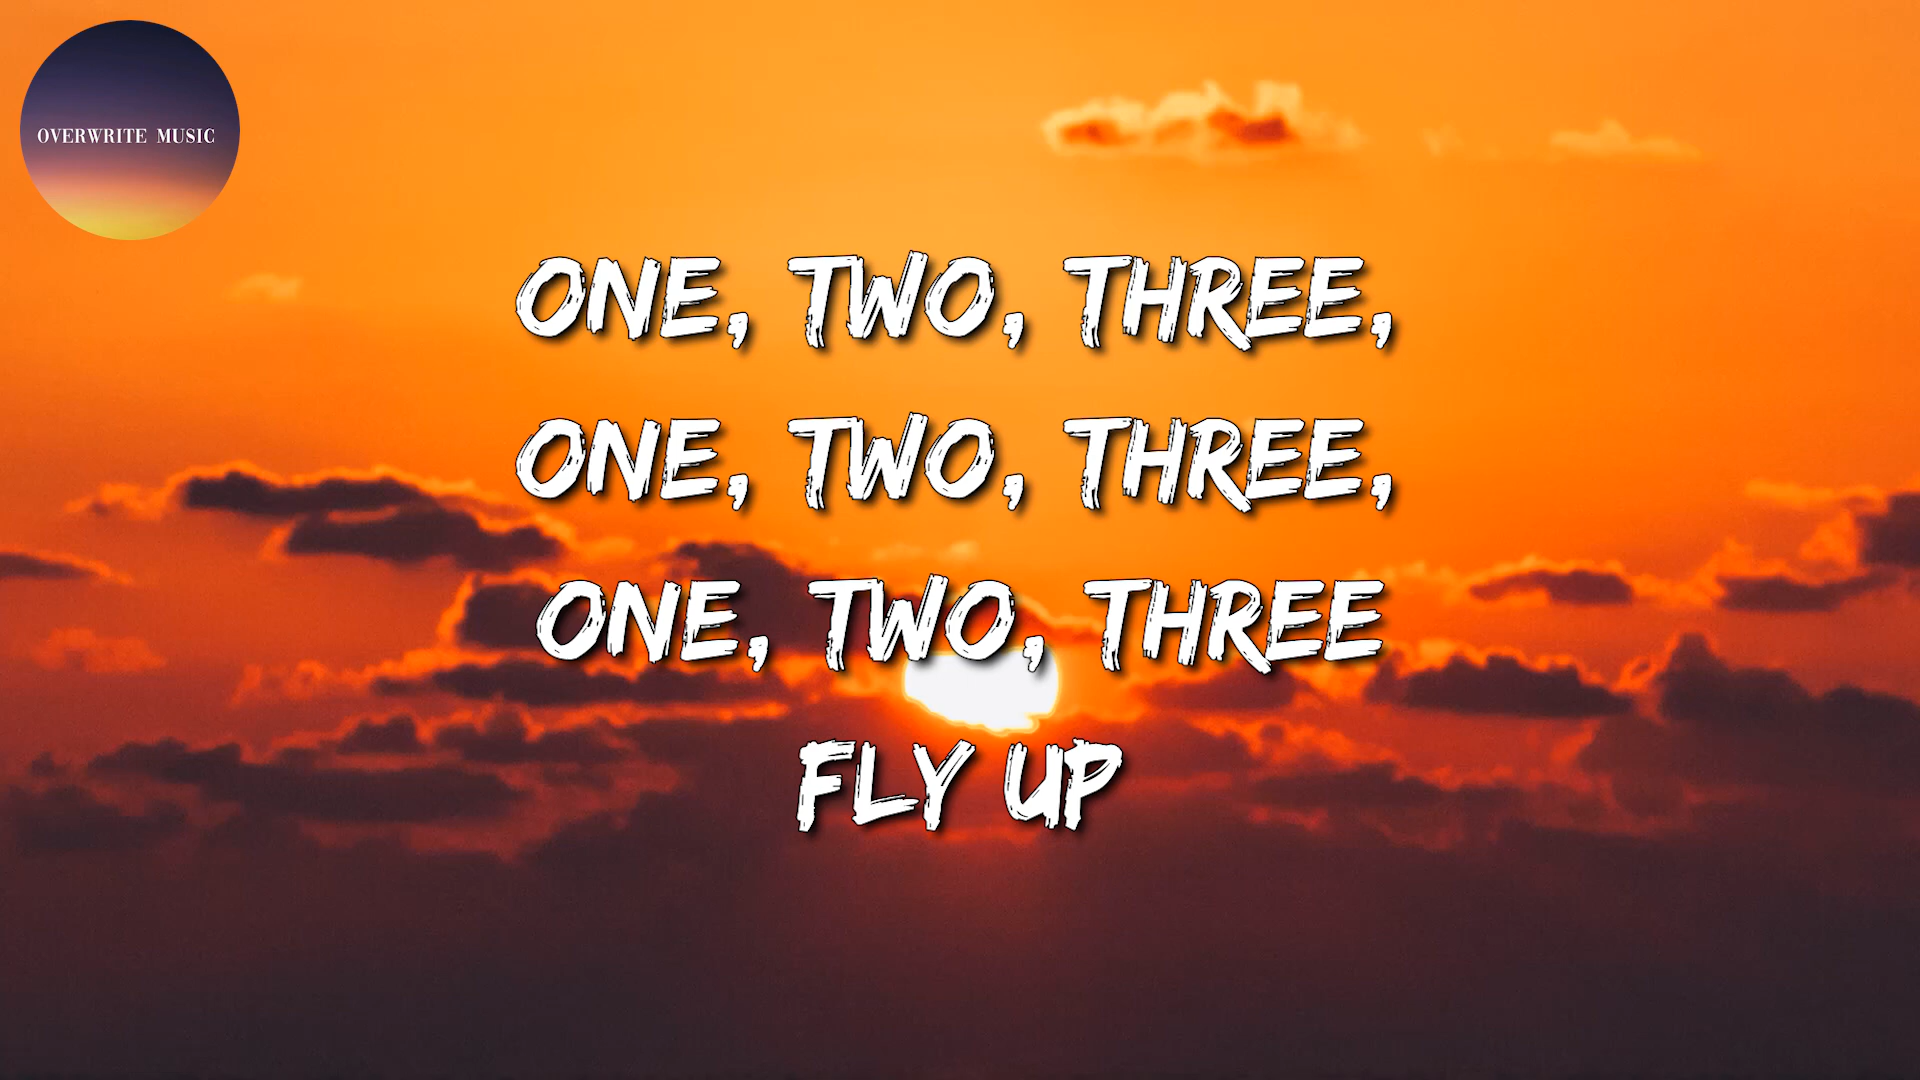 OVERWRITE MUSIC
ONE, TWO, THREE,
ONE, TWO, THREE,
ONE, TWO, THREE
FLY UP